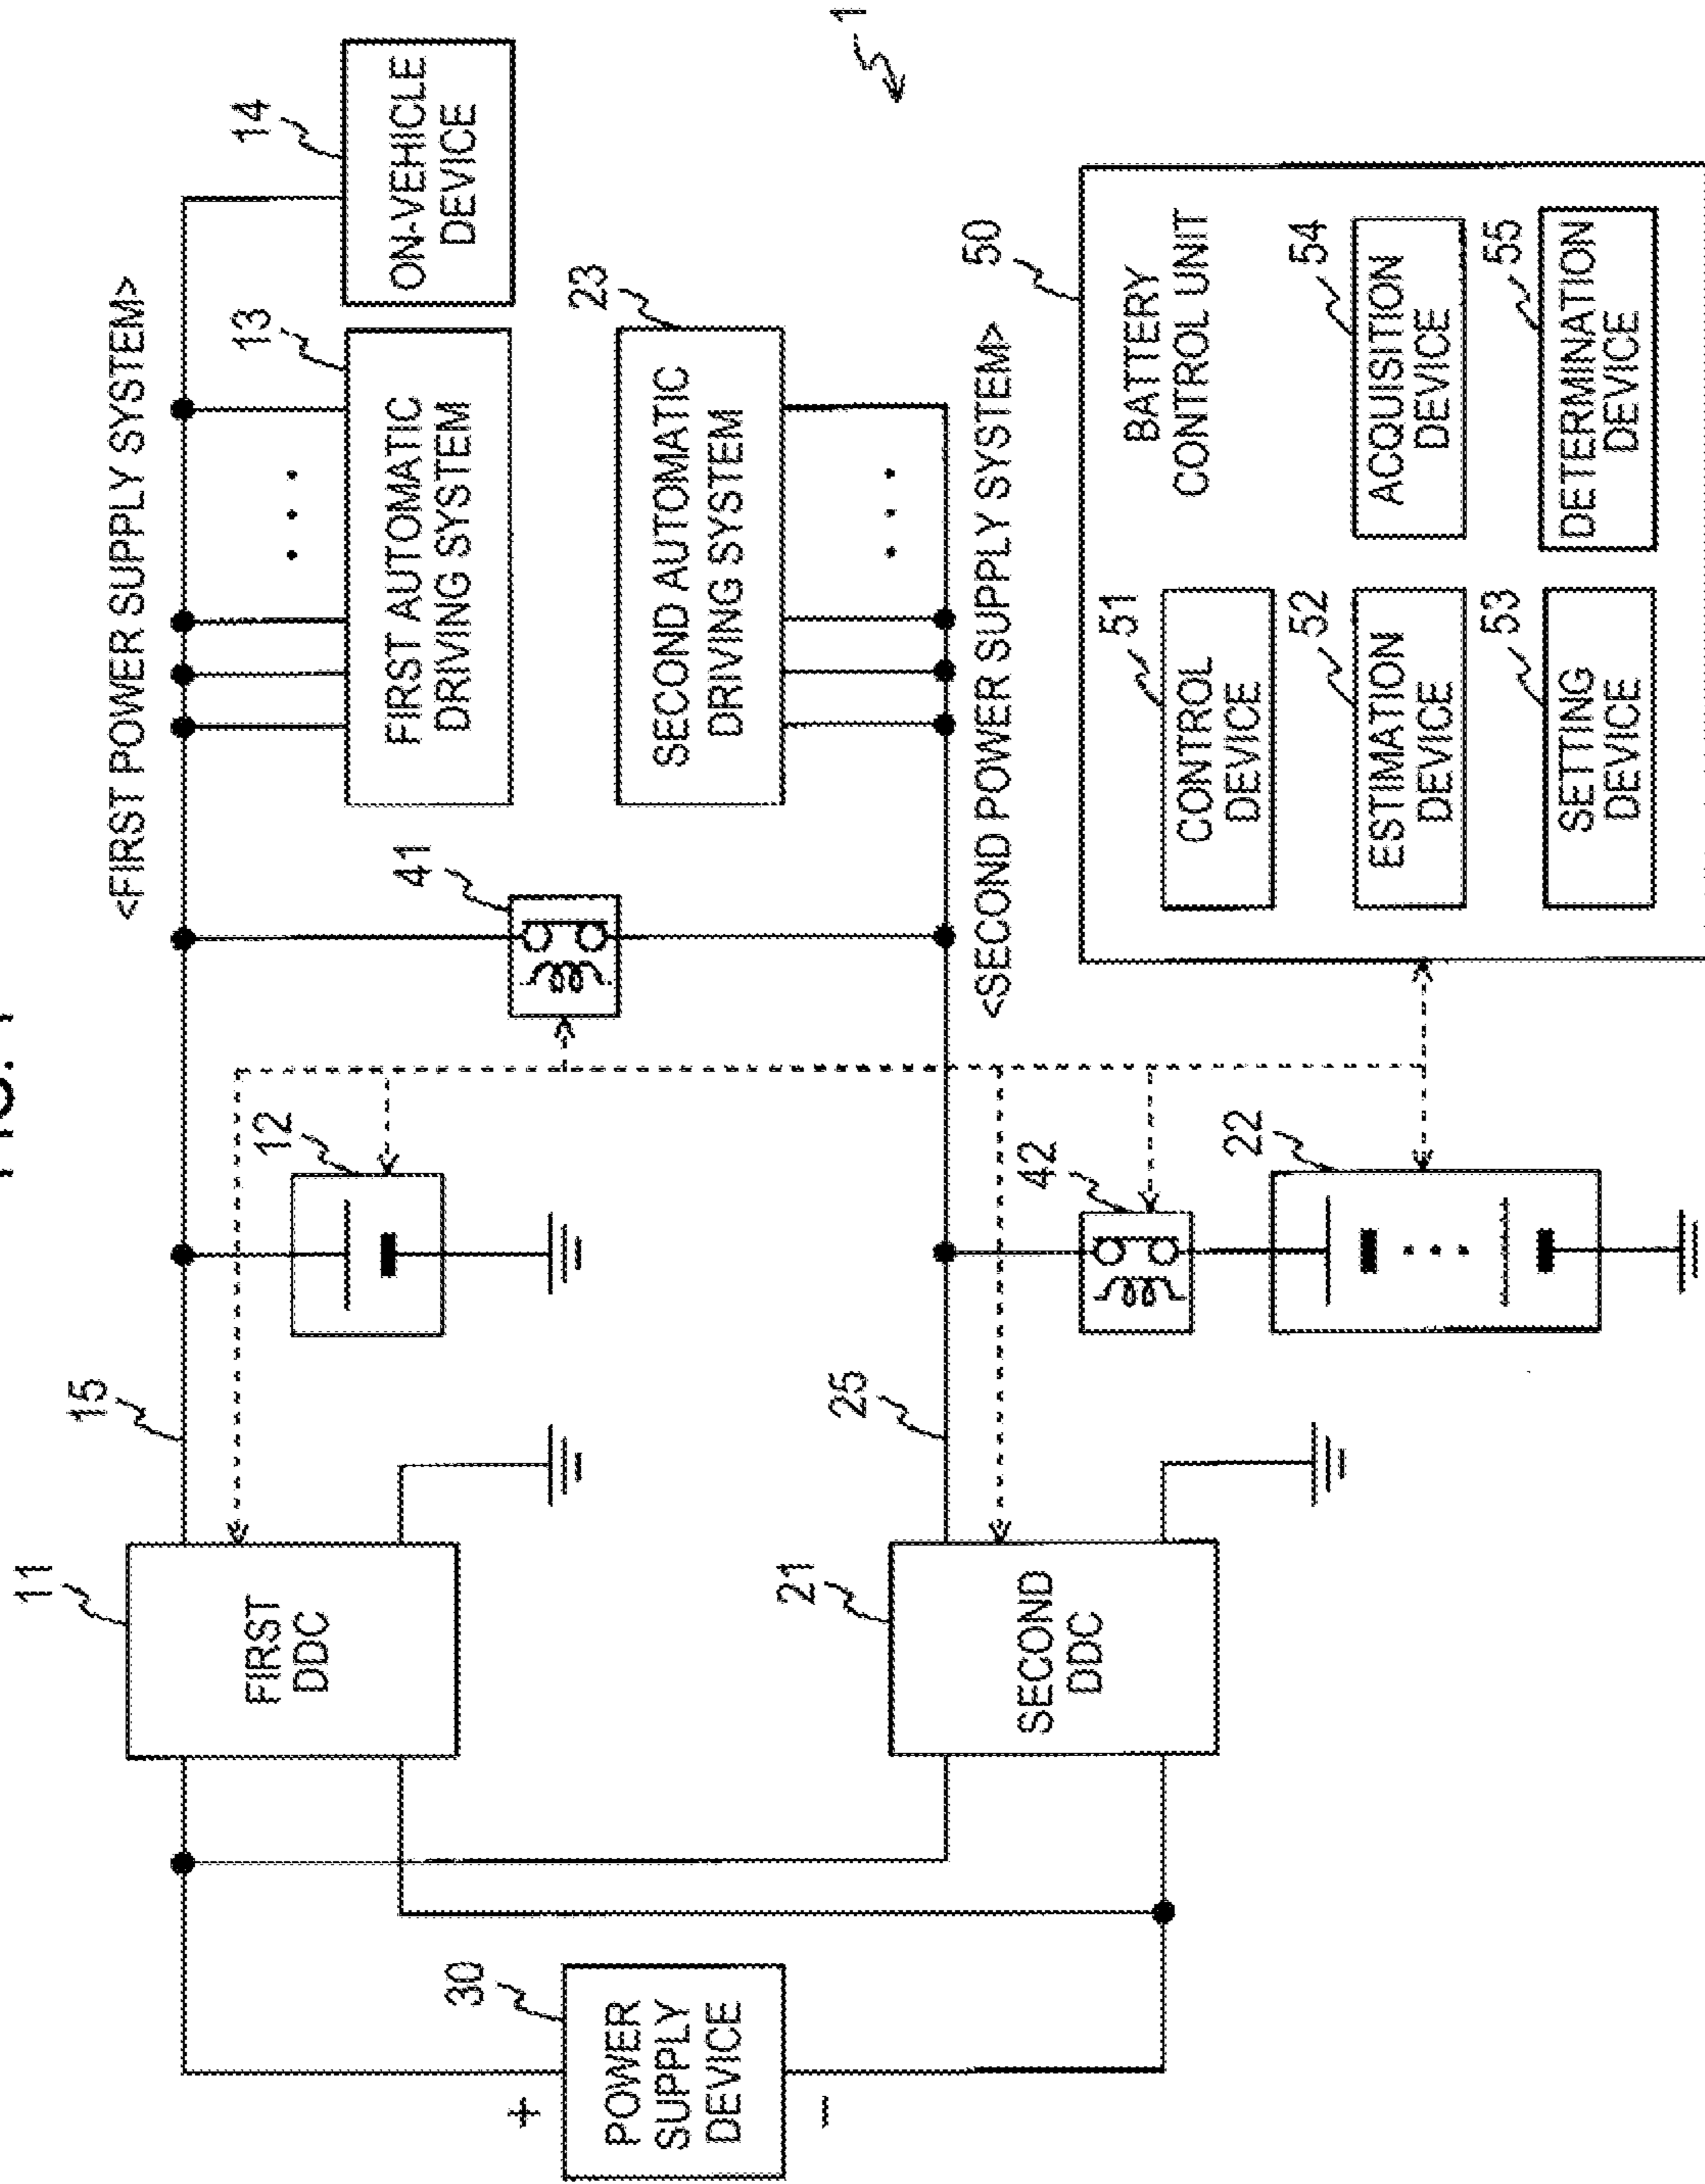 <FIRST POWER SUPPLY SYSTEM>
11
15
12
41
13
14
FIRST
DDC
FIRST AUTOMATIC
DRIVING SYSTEM
ON-VEHICLE
DEVICE
1
30
+
POWER
SUPPLY
DEVICE
−
23
SECOND AUTOMATIC
DRIVING SYSTEM
21
25
SECOND
DDC
<SECOND POWER SUPPLY SYSTEM>
42
22
50
BATTERY
CONTROL UNIT
51
CONTROL
DEVICE
52
ESTIMATION
DEVICE
53
SETTING
DEVICE
54
ACQUISITION
DEVICE
55
DETERMINATION
DEVICE